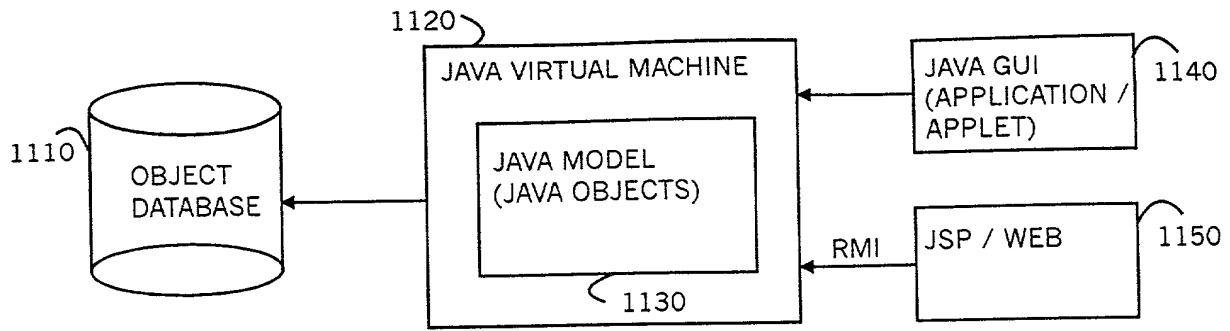 1120
JAVA VIRTUAL MACHINE
JAVA GUI
(APPLICATION /
APPLET)
1140
1110
OBJECT
DATABASE
JAVA MODEL
(JAVA OBJECTS)
RMI
JSP / WEB
1150
1130